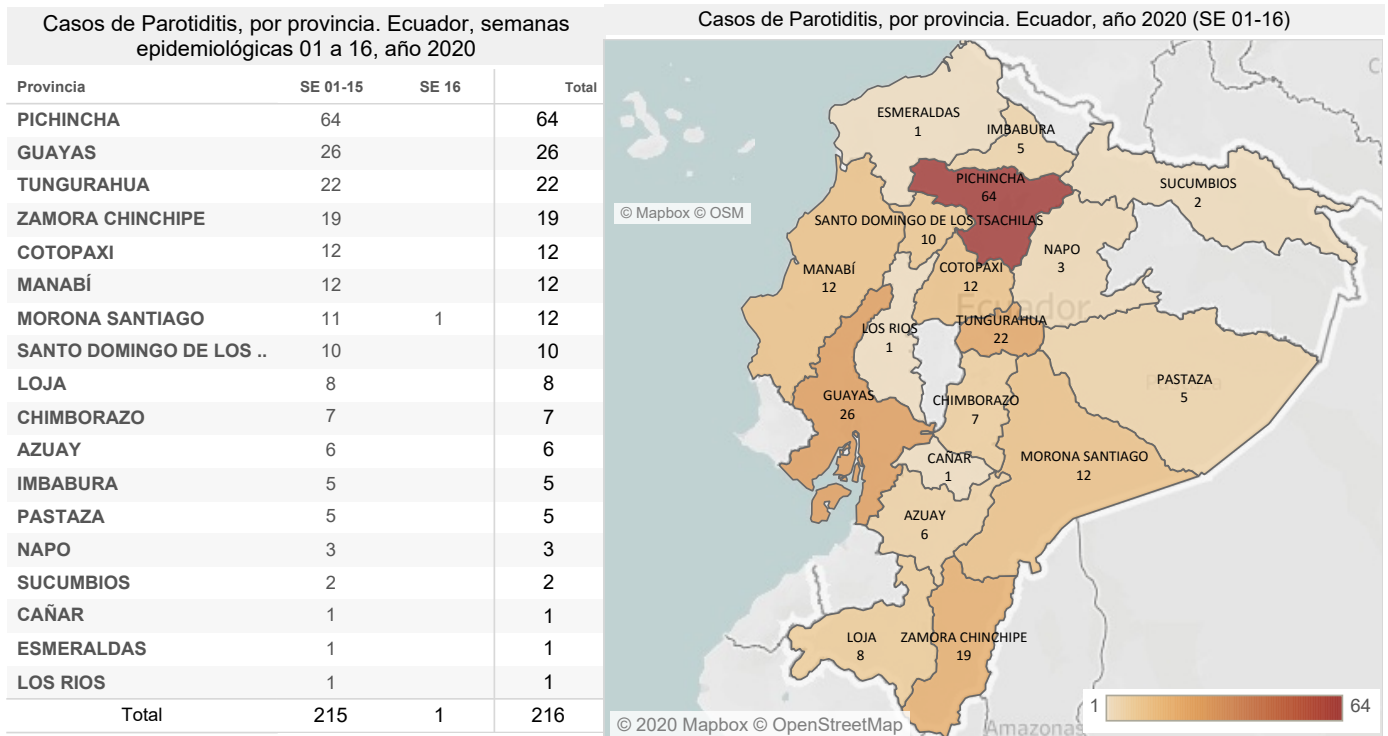 Casos de Parotiditis, por provincia. Ecuador, semanas
epidemiológicas 01 a 16, año 2020
Provincia SE 01-15 SE 16 Total
PICHINCHA 64 64
GUAYAS 26 26
TUNGURAHUA 22 22
ZAMORA CHINCHIPE 19 19
COTOPAXI 12 12
MANABÍ 12 12
MORONA SANTIAGO 11 1 12
SANTO DOMINGO DE LOS .. 10 10
LOJA 8 8
CHIMBORAZO 7 7
AZUAY 6 6
IMBABURA 5 5
PASTAZA 5 5
NAPO 3 3
SUCUMBIOS 2 2
CAÑAR 1 1
ESMERALDAS 1 1
LOS RIOS 1 1
Total 215 1 216
Casos de Parotiditis, por provincia. Ecuador, año 2020 (SE 01-16)
ESMERALDAS
1
IMBABURA
5
PICHINCHA
64
SUCUMBIOS
2
© Mapbox © OSM
SANTO DOMINGO DE LOS TSACHILAS
10
NAPO
3
MANABÍ
12
COTOPAXI
12
Ecuador
TUNGURAHUA
22
LOS RIOS
1
PASTAZA
5
GUAYAS
26
CHIMBORAZO
7
CAÑAR
1
MORONA SANTIAGO
12
AZUAY
6
LOJA
8
ZAMORA CHINCHIPE
19
1 64
© 2020 Mapbox © OpenStreetMap
Amazonas